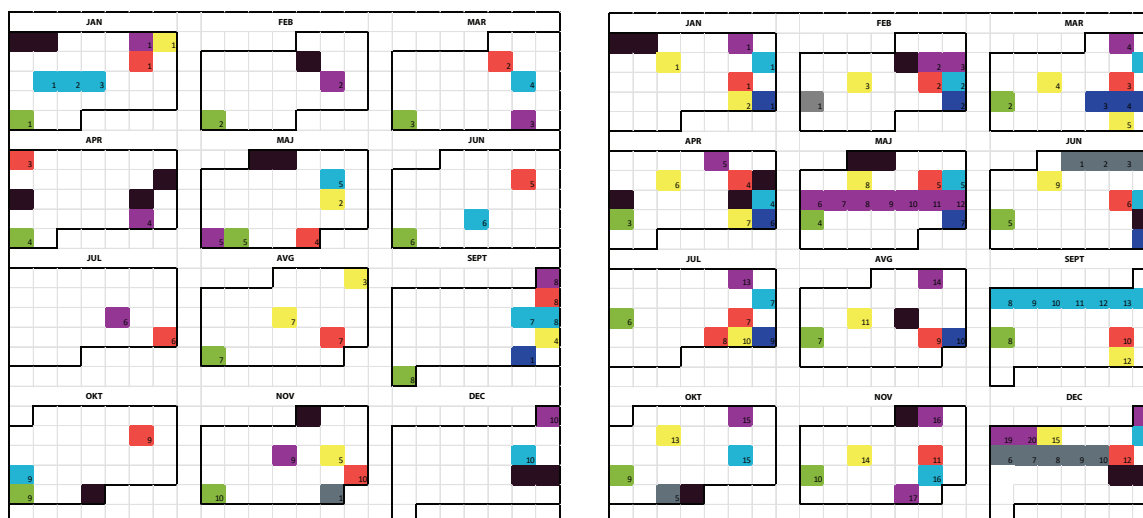 JAN FEB MAR
1 1
1 2
1 2 3 2 4
1 2 3 3
APR MAJ JUN
3
5 5
2
4 6
4 5 5 4 6
JUL AVG SEPT
3 8
8
6 7 7 8
6 7 4
7 1
8
OKT NOV DEC
10
9
9 5 10
9 10
9 10 1
JAN FEB MAR
1 4
1 1 2 3
1 3 2 2 4 3
2 1 1 2 2 3 4
5
APR MAJ JUN
5 1 2 3
6 4 8 5 5 9
4 6 7 8 9 10 11 12 6
3 7 6 4 7 5
JUL AVG SEPT
13 14
7 8 9 10 11 12 13
6 7 11
8 10 9 7 9 10 8 10
12
OKT NOV DEC
15 16
13 19 20 15
15 14 11 6 7 8 9 10 12
9 10 16
5 17